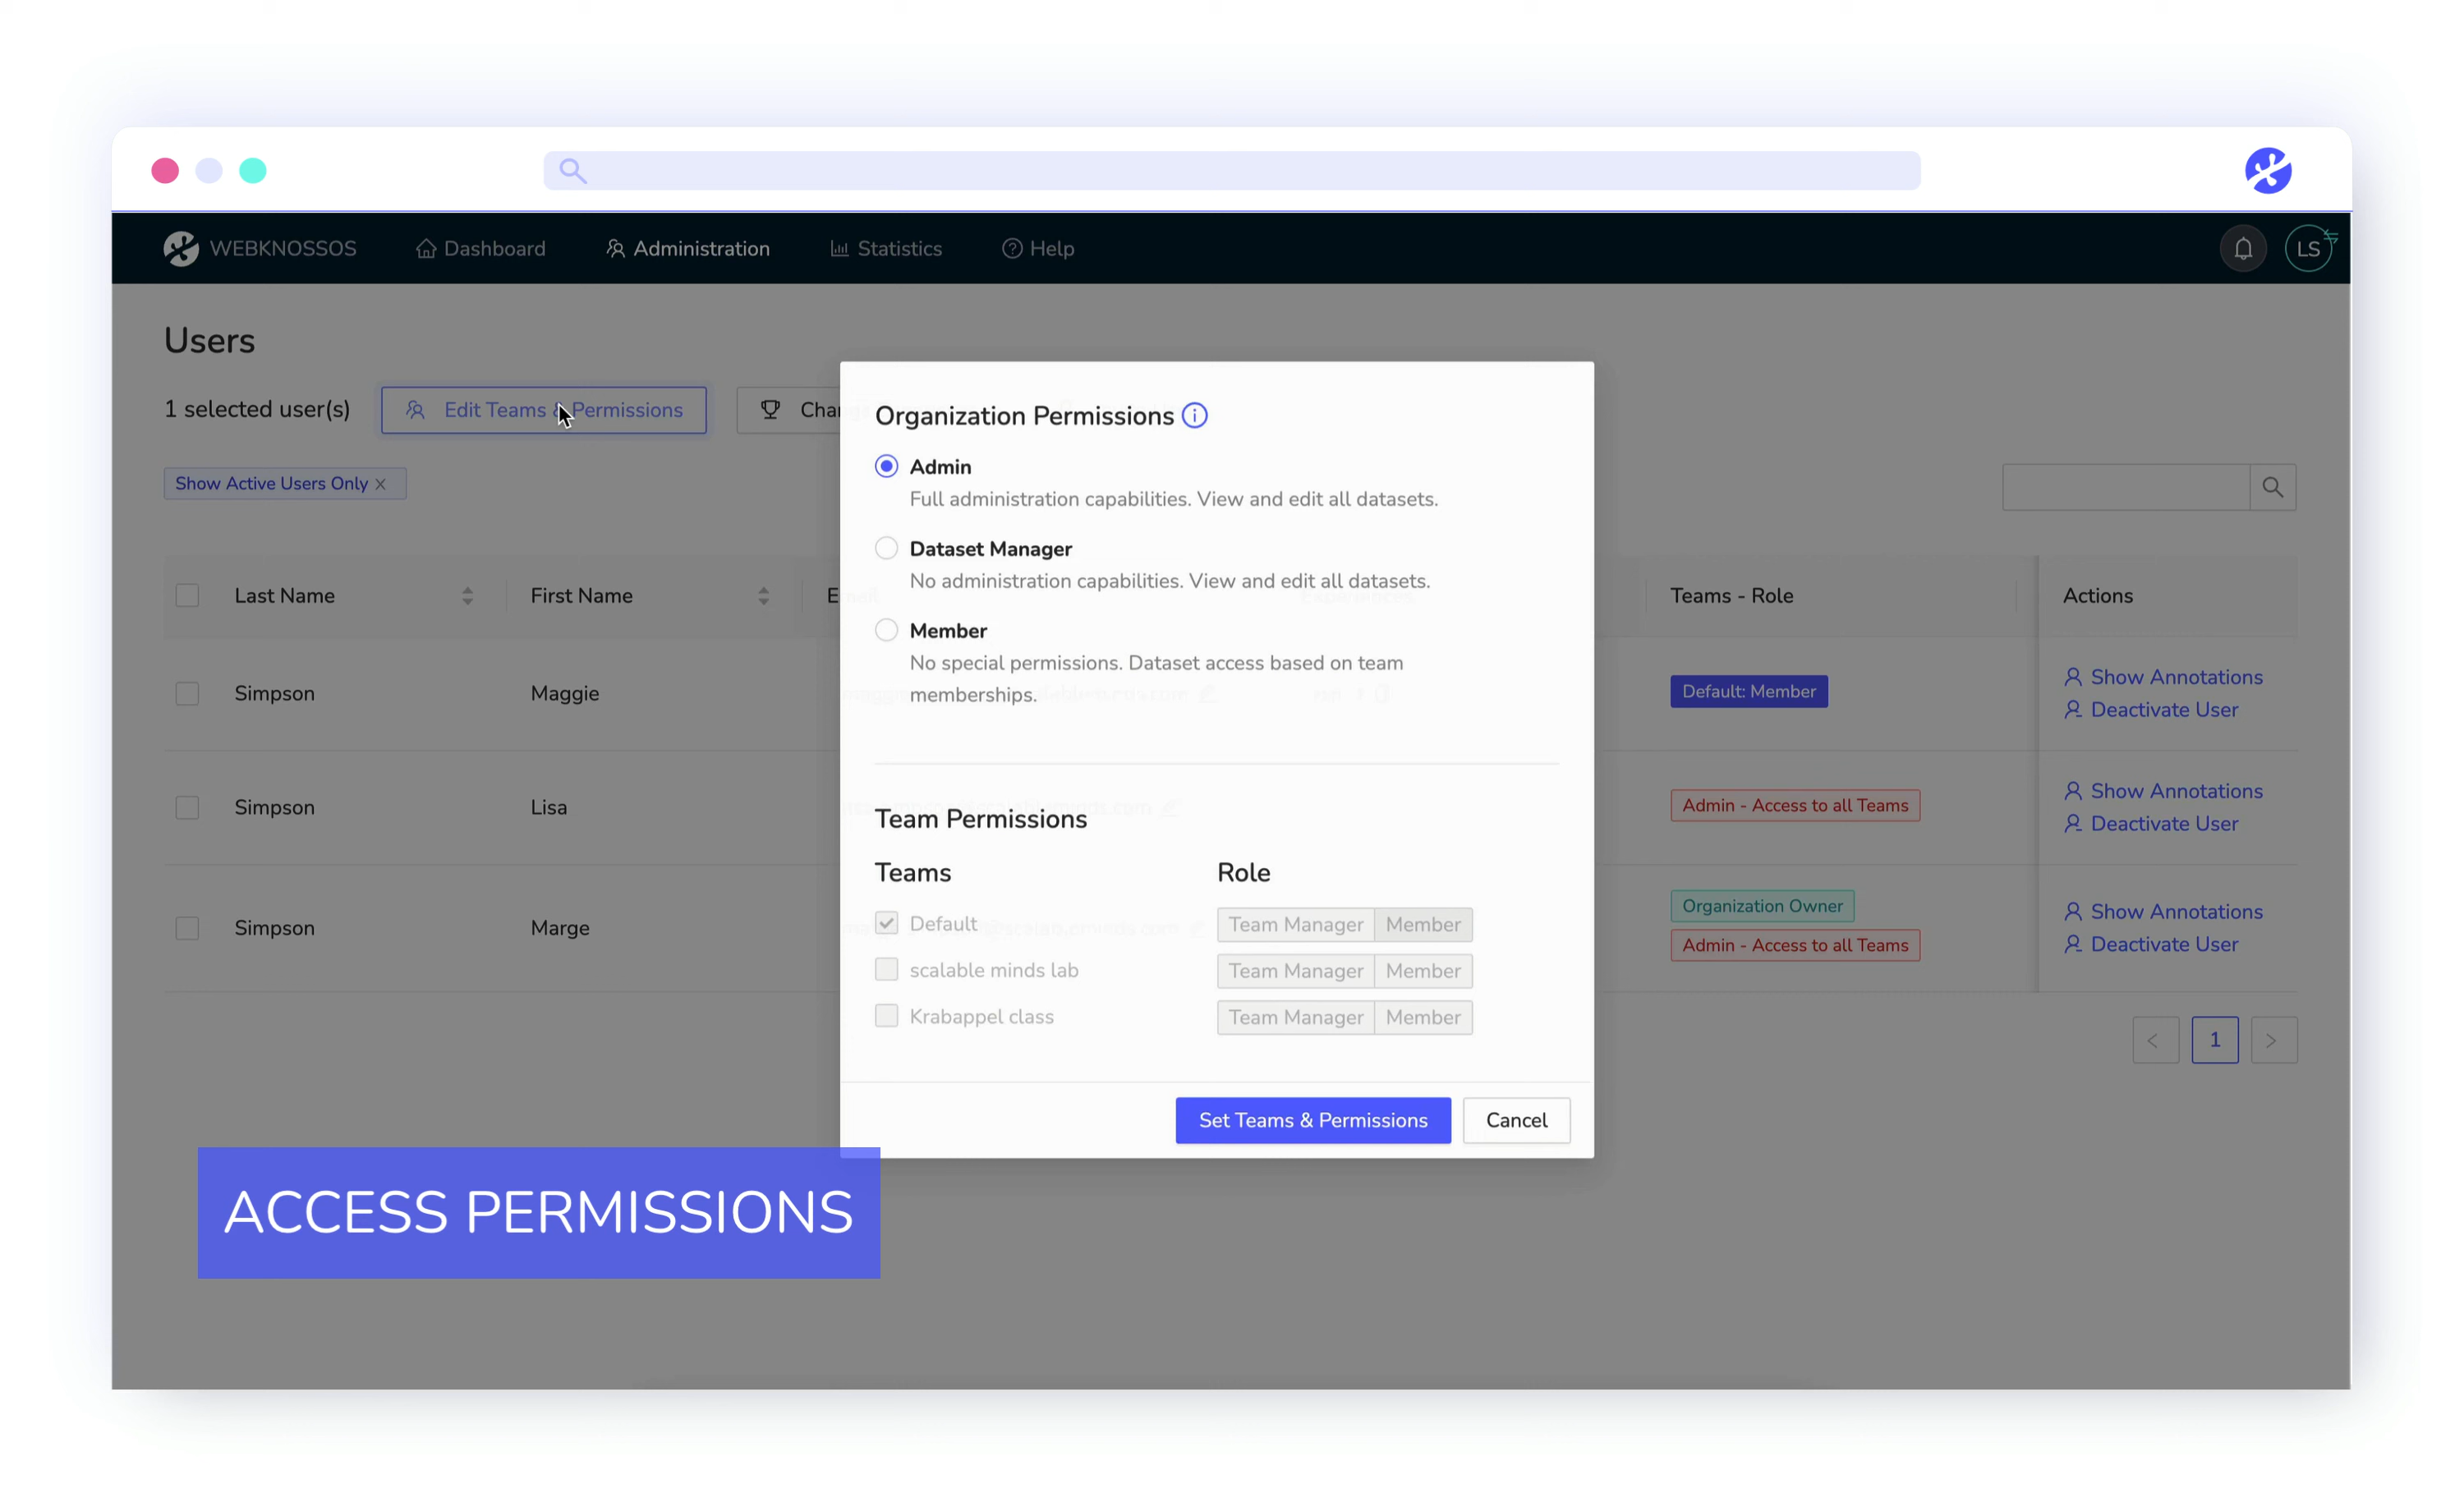 WEBKNOSSOS Dashboard Administration Statistics Help LS
Users
1 selected user(s) Edit Teams & Permissions
Show Active Users Only
Last Name First Name Teams - Role Actions
Simpson Maggie Default: Member Show Annotations
Deactivate User
Simpson Lisa Admin - Access to all Teams Show Annotations
Deactivate User
Simpson Marge Organization Owner Show Annotations
Admin - Access to all Teams Deactivate User
1
Organization Permissions
Admin
Full administration capabilities. View and edit all datasets.
Dataset Manager
No administration capabilities. View and edit all datasets.
Member
No special permissions. Dataset access based on team
memberships.
Team Permissions
Teams Role
Default Team Manager Member
scalable minds lab Team Manager Member
Krabappel class Team Manager Member
Set Teams & Permissions Cancel
ACCESS PERMISSIONS